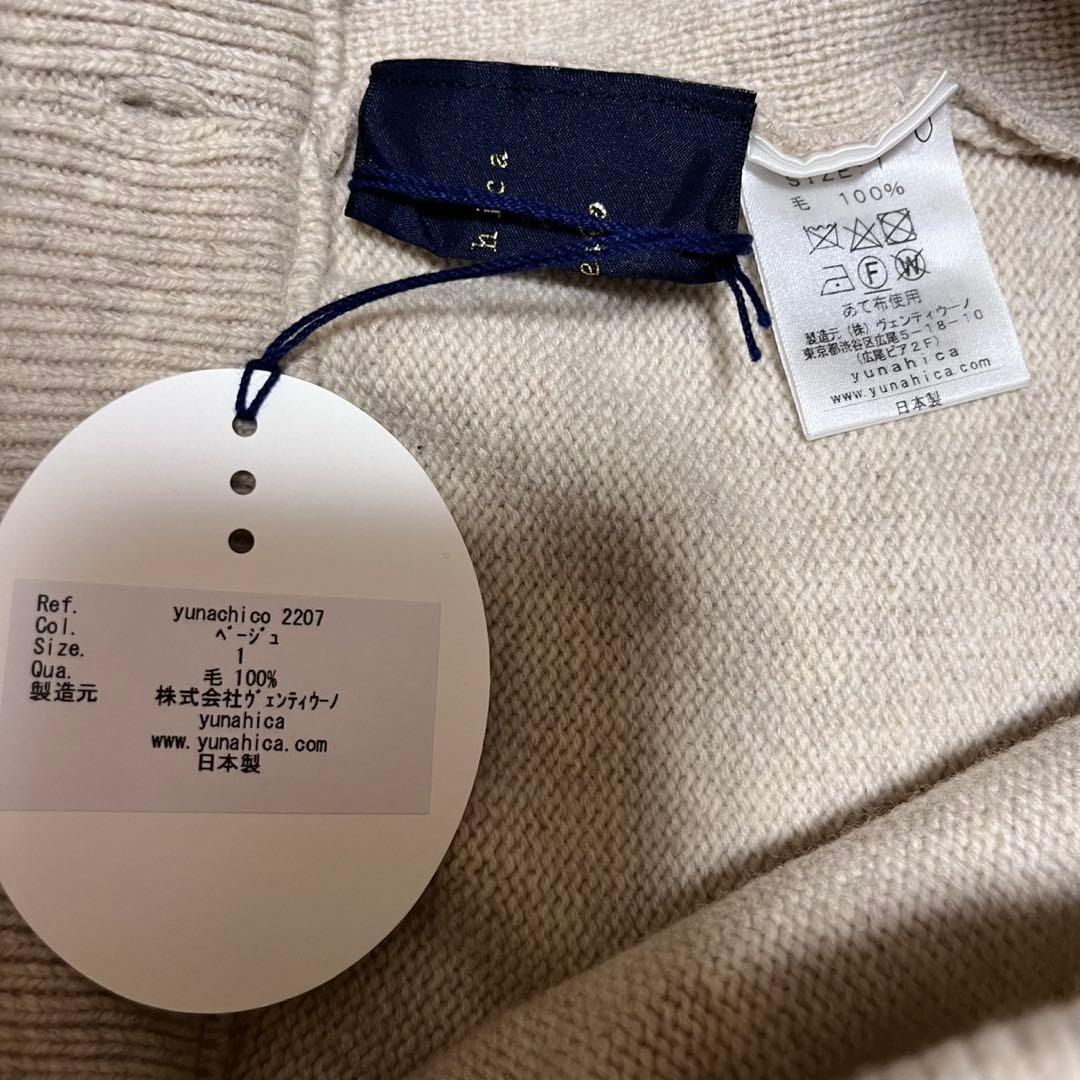 hica
SIZE:1
毛 100%
F
W
あて布使用
製造元 (株) ヴェンティウーノ
東京都渋谷区広尾5-18-10
(広尾ピア2F)
yunahica
www.yunahica.com
日本製
Ref. yunachico 2207
Col. ベージュ
Size. 1
Qua. 毛 100%
製造元 株式会社ヴェンティウーノ
yunahica
www.yunahica.com
日本製